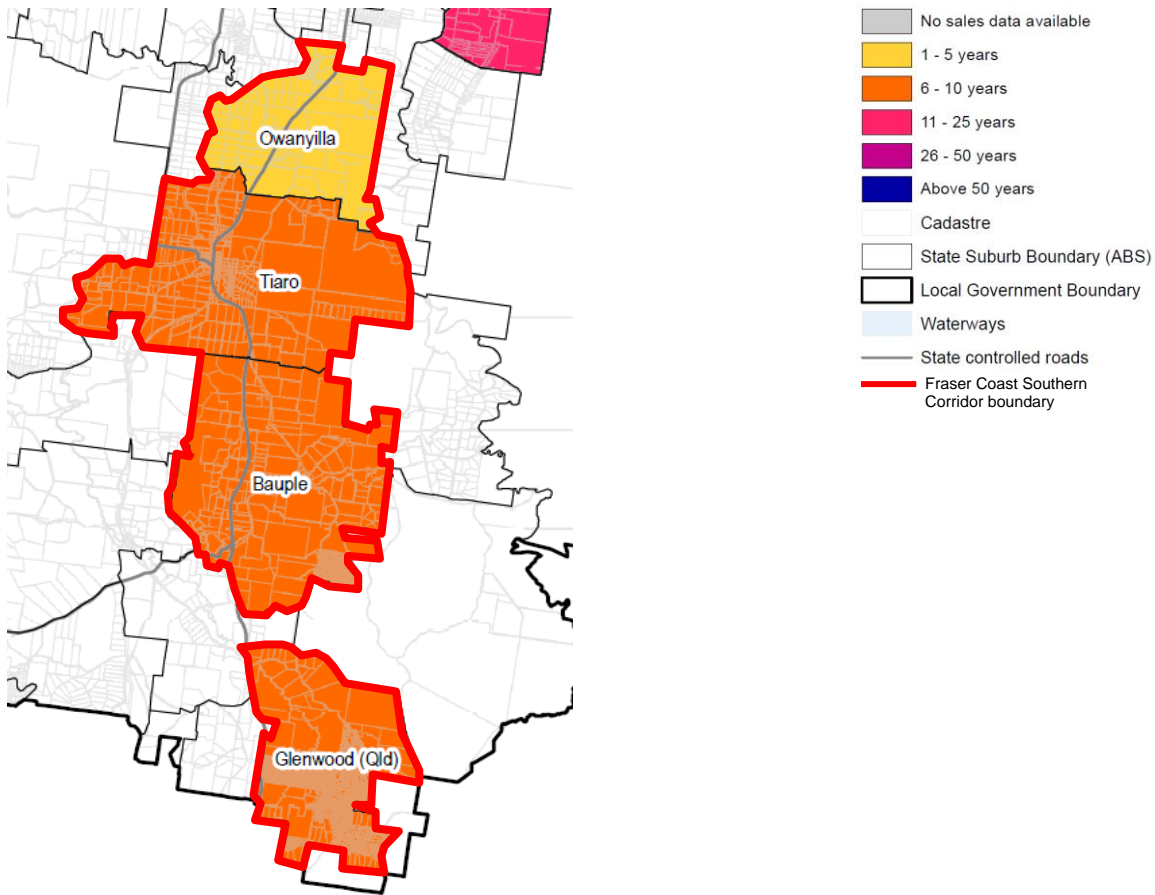 Owanyilla
Tiaro
Bauple
Glenwood (Qld)
No sales data available
1 - 5 years
6 - 10 years
11 - 25 years
26 - 50 years
Above 50 years
Cadastre
State Suburb Boundary (ABS)
Local Government Boundary
Waterways
State controlled roads
Fraser Coast Southern
Corridor boundary